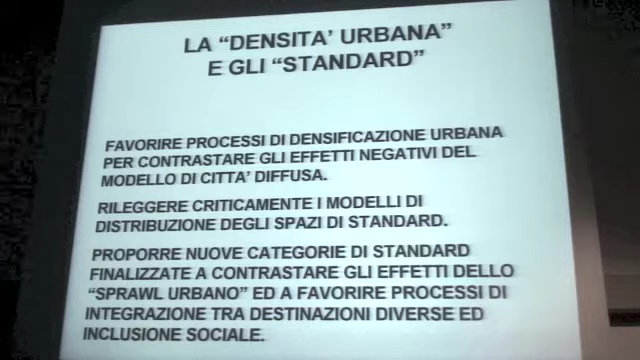 LA “DENSITA’ URBANA”
E GLI “STANDARD”
FAVORIRE PROCESSI DI DENSIFICAZIONE URBANA
PER CONTRASTARE GLI EFFETTI NEGATIVI DEL
MODELLO DI CITTA’ DIFFUSA.
RILEGGERE CRITICAMENTE I MODELLI DI
DISTRIBUZIONE DEGLI SPAZI DI STANDARD.
PROPORRE NUOVE CATEGORIE DI STANDARD
FINALIZZATE A CONTRASTARE GLI EFFETTI DELLO
“SPRAWL URBANO” ED A FAVORIRE PROCESSI DI
INTEGRAZIONE TRA DESTINAZIONI DIVERSE ED
INCLUSIONE SOCIALE.